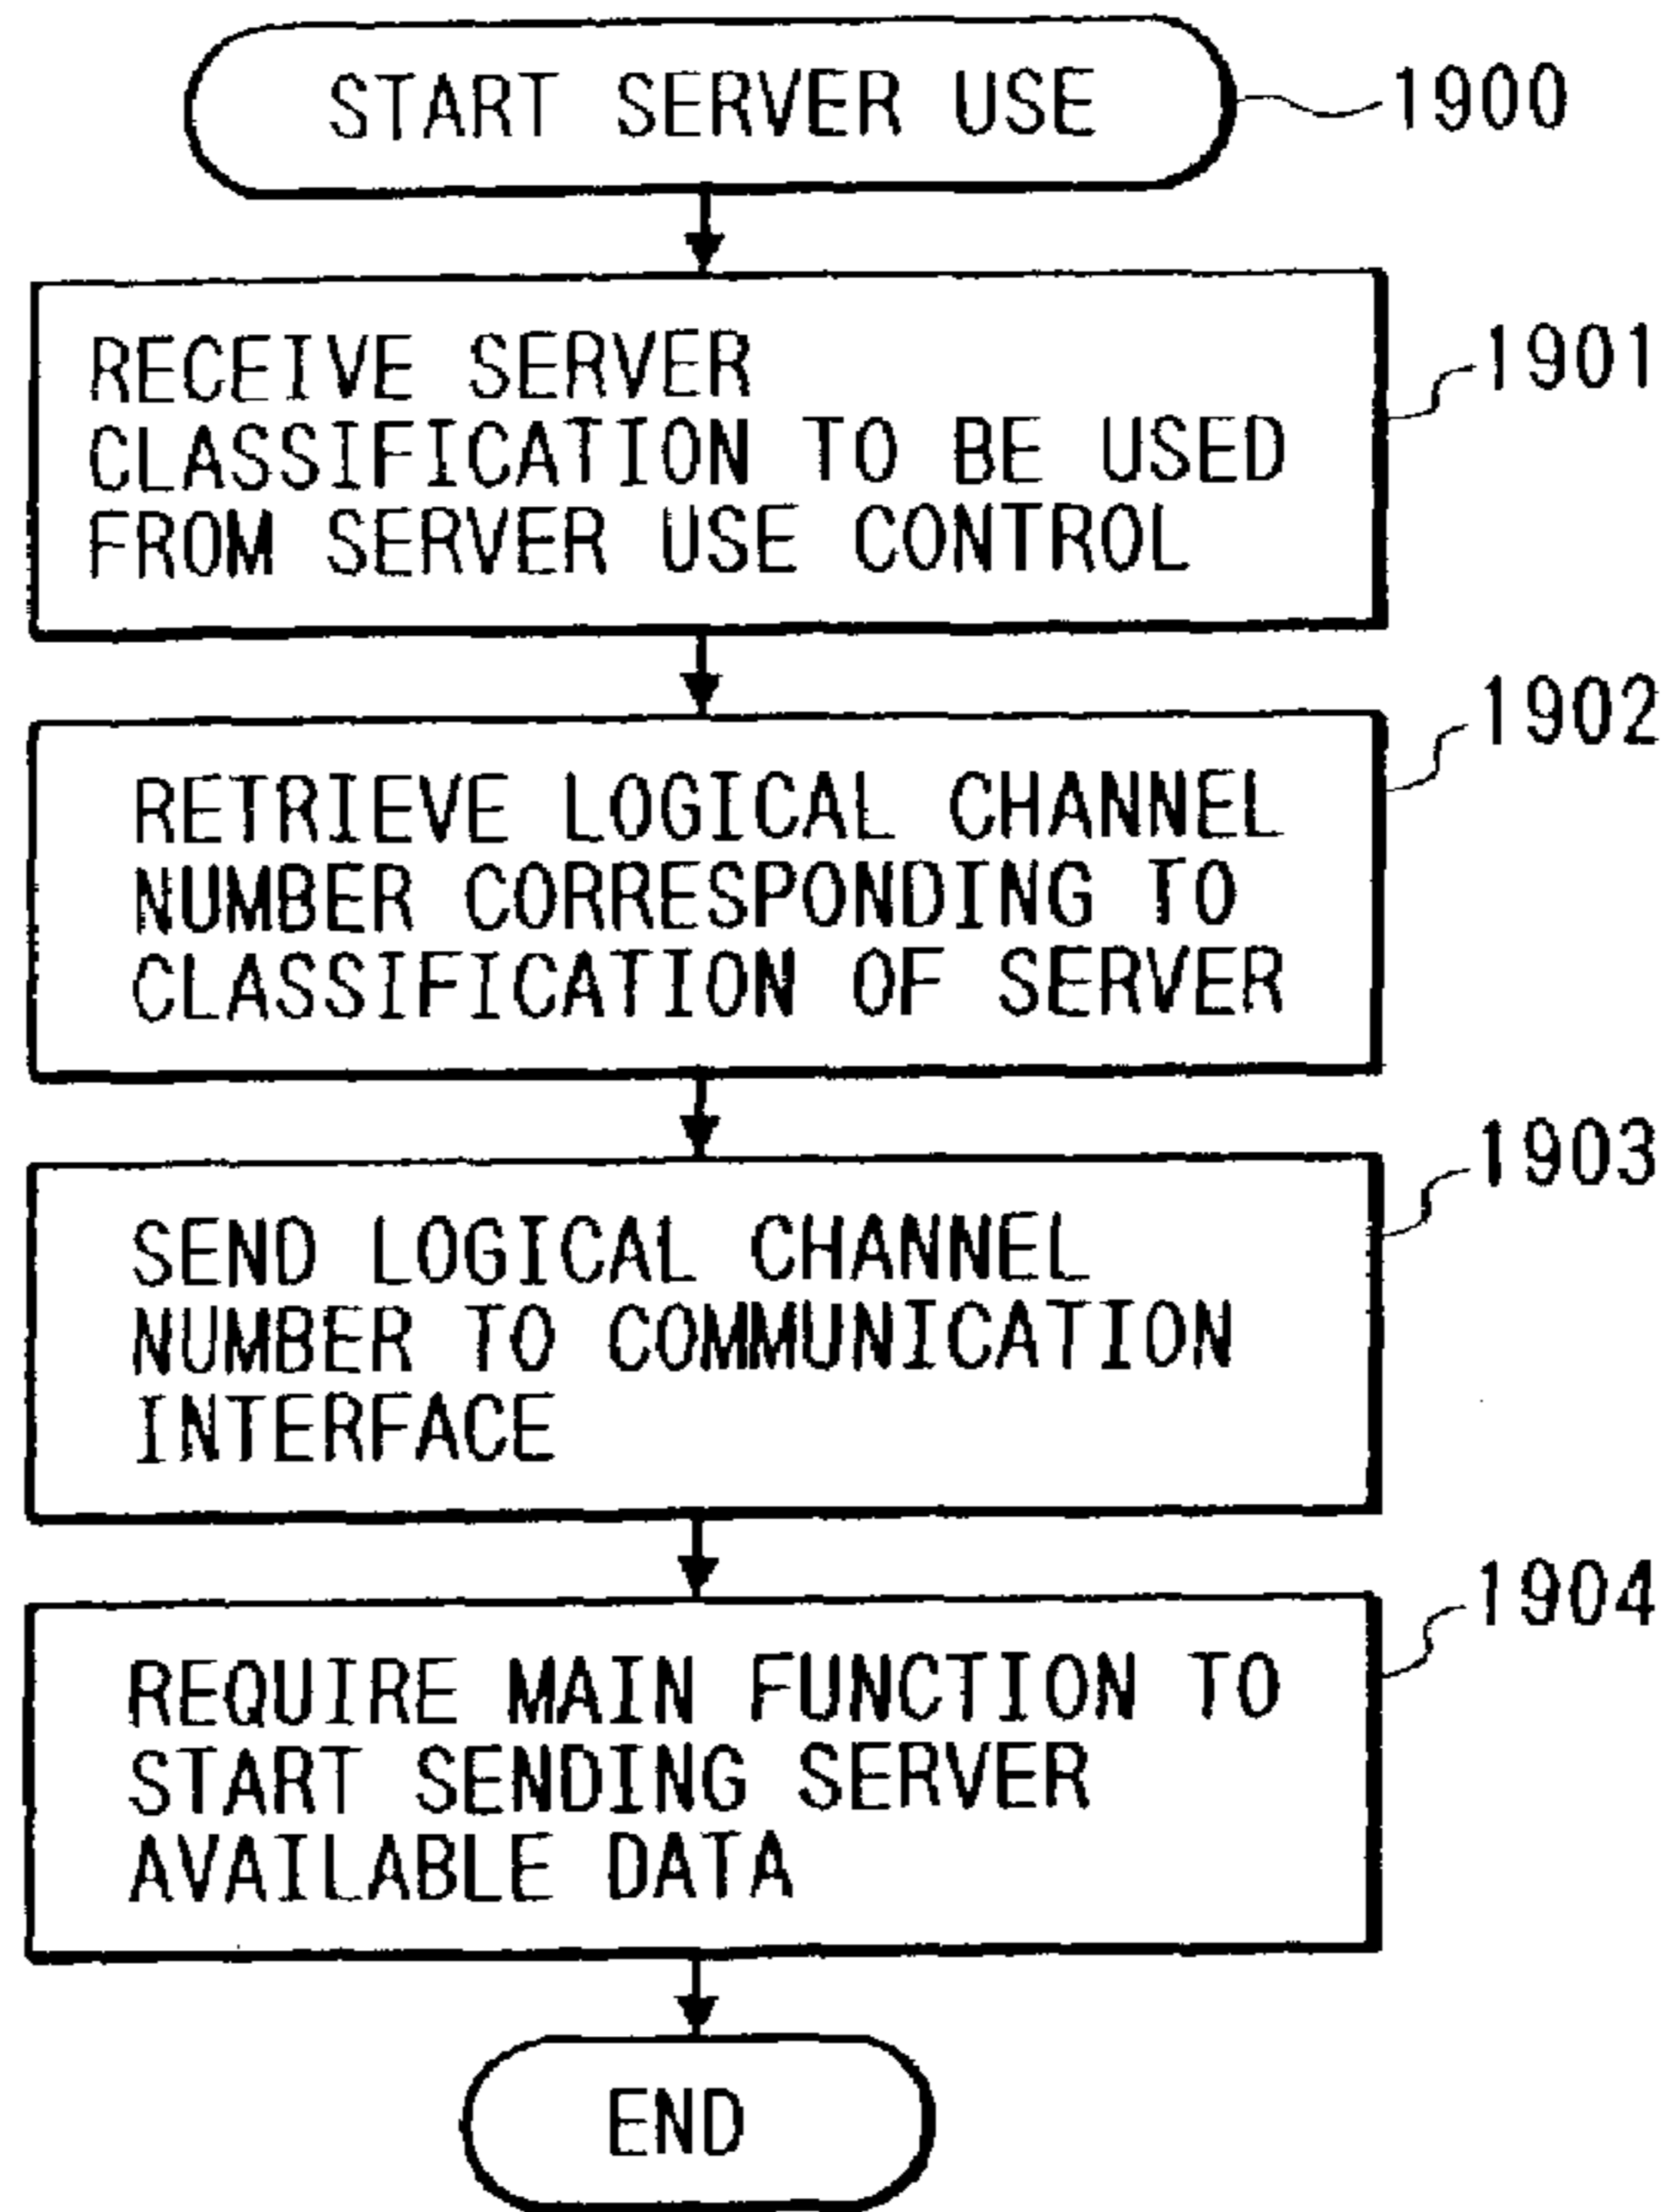 START SERVER USE
1900
RECEIVE SERVER
CLASSIFICATION TO BE USED
FROM SERVER USE CONTROL
1901
RETRIEVE LOGICAL CHANNEL
NUMBER CORRESPONDING TO
CLASSIFICATION OF SERVER
1902
SEND LOGICAL CHANNEL
NUMBER TO COMMUNICATION
INTERFACE
1903
REQUIRE MAIN FUNCTION TO
START SENDING SERVER
AVAILABLE DATA
1904
END